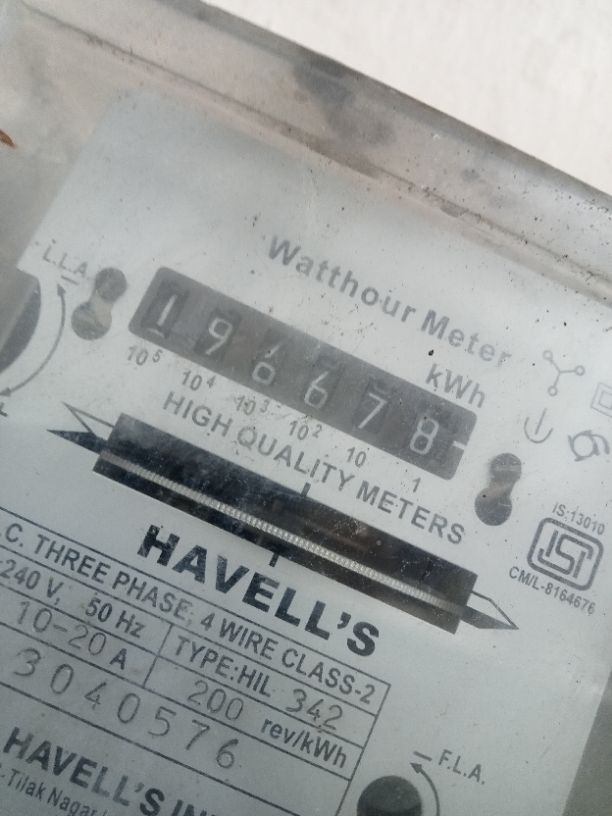 Watthour Meter
L.L.A.
196678
kWh
10⁵ 10⁴ 10³ 10² 10 1
HIGH QUALITY METERS
HAVELL'S
IS:13010
ISI
CM/L-8164676
.C. THREE PHASE, 4 WIRE CLASS-2
240 V, 50 Hz TYPE:HIL 342
10-20 A 200 rev/kWh
3040576
F.L.A.
HAVELL'S IN
Tilak Nagar